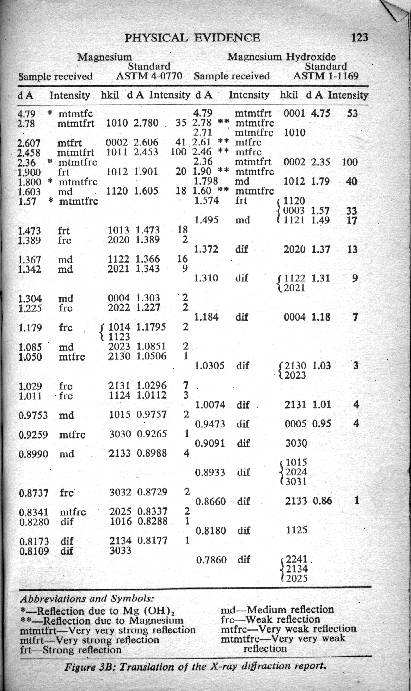 PHYSICAL EVIDENCE 123
Magnesium Magnesium Hydroxide
Standard Standard
Sample received ASTM 4-0770 Sample received ASTM 1-1169
d A Intensity hkil d A Intensity d A Intensity hkil d A Intensity
4.79 * mtmtfc 4.79 mtmtfrt 0001 4.75 53
2.78 mtmtfrt 1010 2.780 35 2.78 ** mtmtfrc
2.71 mtmtfrc 1010
2.607 mtfrt 0002 2.606 41 2.61 ** mtfrc
2.458 mtmtfrt 1011 2.453 100 2.46 ** mtfrc
2.36 * mtmtfrc 2.36 mtmtfrt 0002 2.35 100
1.900 frt 1012 1.901 20 1.90 ** mtmtfrc
1.800 * mtmtfrc 1.798 md 1012 1.79 40
1.603 md 1120 1.605 18 1.60 ** mtmtfrc
1.57 * mtmtfrc 1.574 frt { 1120
{ 0003 1.57 33
1.495 md { 1121 1.49 17
1.473 frt 1013 1.473 18
1.389 frc 2020 1.389 2
1.372 dif 2020 1.37 13
1.367 md 1122 1.366 16
1.342 md 2021 1.343 9
1.310 dif { 1122 1.31 9
{ 2021
1.304 md 0004 1.303 2
1.225 frc 2022 1.227 2
1.184 dif 0004 1.18 7
1.179 frc { 1014 1.1795 2
{ 1123
1.085 md 2023 1.0851 2
1.050 mtfrc 2130 1.0506 1
1.0305 dif { 2130 1.03 3
{ 2023
1.029 frc 2131 1.0296 7
1.011 frc 1124 1.0112 3
1.0074 dif 2131 1.01 4
0.9753 md 1015 0.9757 2
0.9473 dif 0005 0.95 4
0.9259 mtfrc 3030 0.9265 1
0.9091 dif 3030
0.8990 md 2133 0.8988 4
{ 1015
0.8933 dif { 2024
{ 3031
0.8737 frc 3032 0.8729 2
0.8660 dif 2133 0.86 1
0.8341 mtfrc 2025 0.8337 2
0.8280 dif 1016 0.8288 1
0.8180 dif 1125
0.8173 dif 2134 0.8177 1
0.8109 dif 3033
0.7860 dif { 2241
{ 2134
{ 2025
Abbreviations and Symbols:
*—Reflection due to Mg (OH)2 md—Medium reflection
**—Reflection due to Magnesium frc—Weak reflection
mtmtfrt—Very very strong reflection mtfrc—Very weak reflection
mtfrt—Very strong reflection mtmtfrc—Very very weak
frt—Strong reflection reflection
Figure 3B: Translation of the X-ray diffraction report.